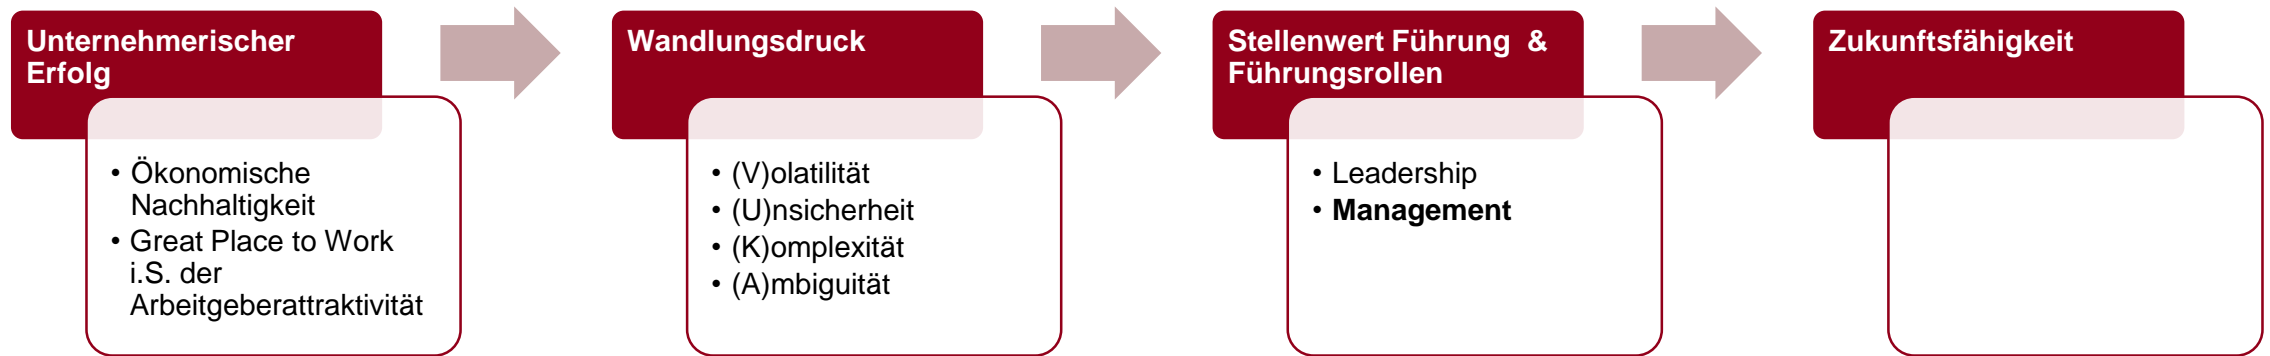 Unternehmerischer
Erfolg
• Ökonomische
Nachhaltigkeit
• Great Place to Work
i.S. der
Arbeitgeberattraktivität
Wandlungsdruck
• (V)olatilität
• (U)nsicherheit
• (K)omplexität
• (A)mbiguität
Stellenwert Führung &
Führungsrollen
• Leadership
• Management
Zukunftsfähigkeit